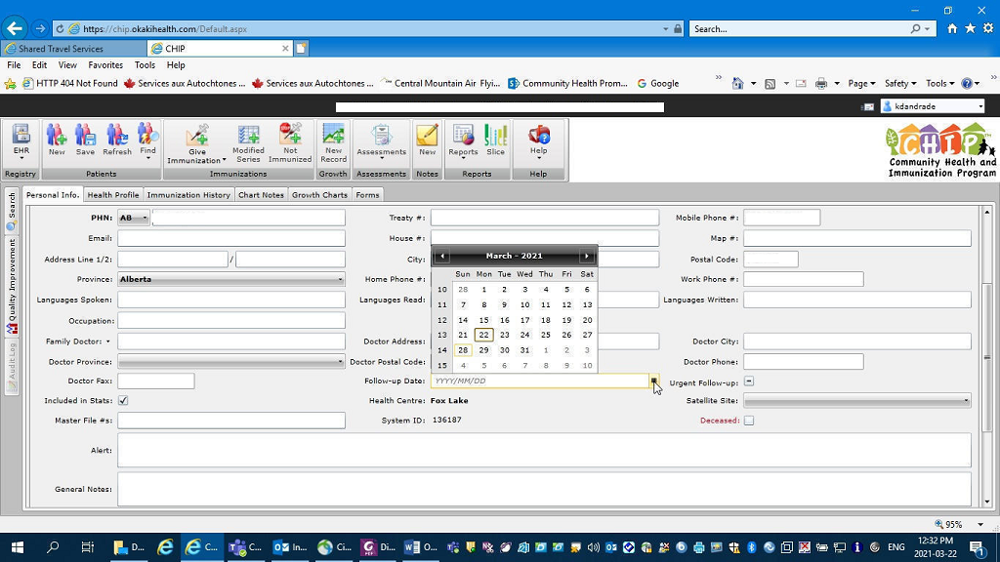 https://chip.okakihealth.com/Default.aspx
Search...
Shared Travel Services
CHIP
File Edit View Favorites Tools Help
HTTP 404 Not Found
Services aux Autochtones ...
Services aux Autochtones ...
Central Mountain Air Flyi...
Community Health Prom...
Google
Page
Safety
Tools
kdandrade
EHR
New
Save
Refresh
Find
Give Immunization
Modified Series
Not Immunized
New Record
Assessments
New
Reports
Slice
Help
Registry
Patients
Immunizations
Growth
Assessments
Notes
Reports
Help
CHIP
Community Health and
Immunization Program
Search
Quality Improvement
Audit Log
Personal Info.
Health Profile
Immunization History
Chart Notes
Growth Charts
Forms
PHN: AB
Treaty #:
Mobile Phone #:
Email:
House #:
Map #:
Address Line 1/2: /
City:
Postal Code:
Province: Alberta
Home Phone #:
Work Phone #:
Languages Spoken:
Languages Read:
Languages Written:
Occupation:
Family Doctor:
Doctor Address:
Doctor City:
Doctor Province:
Doctor Postal Code:
Doctor Phone:
Doctor Fax:
Follow-up Date: YYYY/MM/DD
Urgent Follow-up:
Included in Stats:
Health Centre: Fox Lake
Satellite Site:
Master File #s:
System ID: 136187
Deceased:
Alert:
General Notes:
March - 2021
Sun Mon Tue Wed Thu Fri Sat
10 28 1 2 3 4 5 6
11 7 8 9 10 11 12 13
12 14 15 16 17 18 19 20
13 21 22 23 24 25 26 27
14 28 29 30 31 1 2 3
15 4 5 6 7 8 9 10
95%
D...
C...
C...
In...
Ci...
Di...
O...
ENG
12:32 PM
2021-03-22